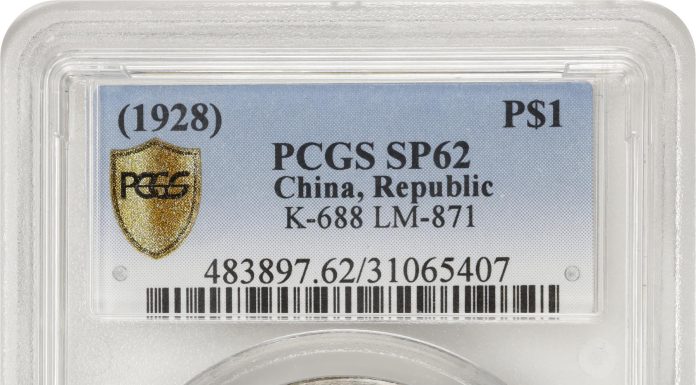 (1928) P$1
PCGS SP62
China, Republic
PCGS
K-688 LM-871
483897.62/31065407